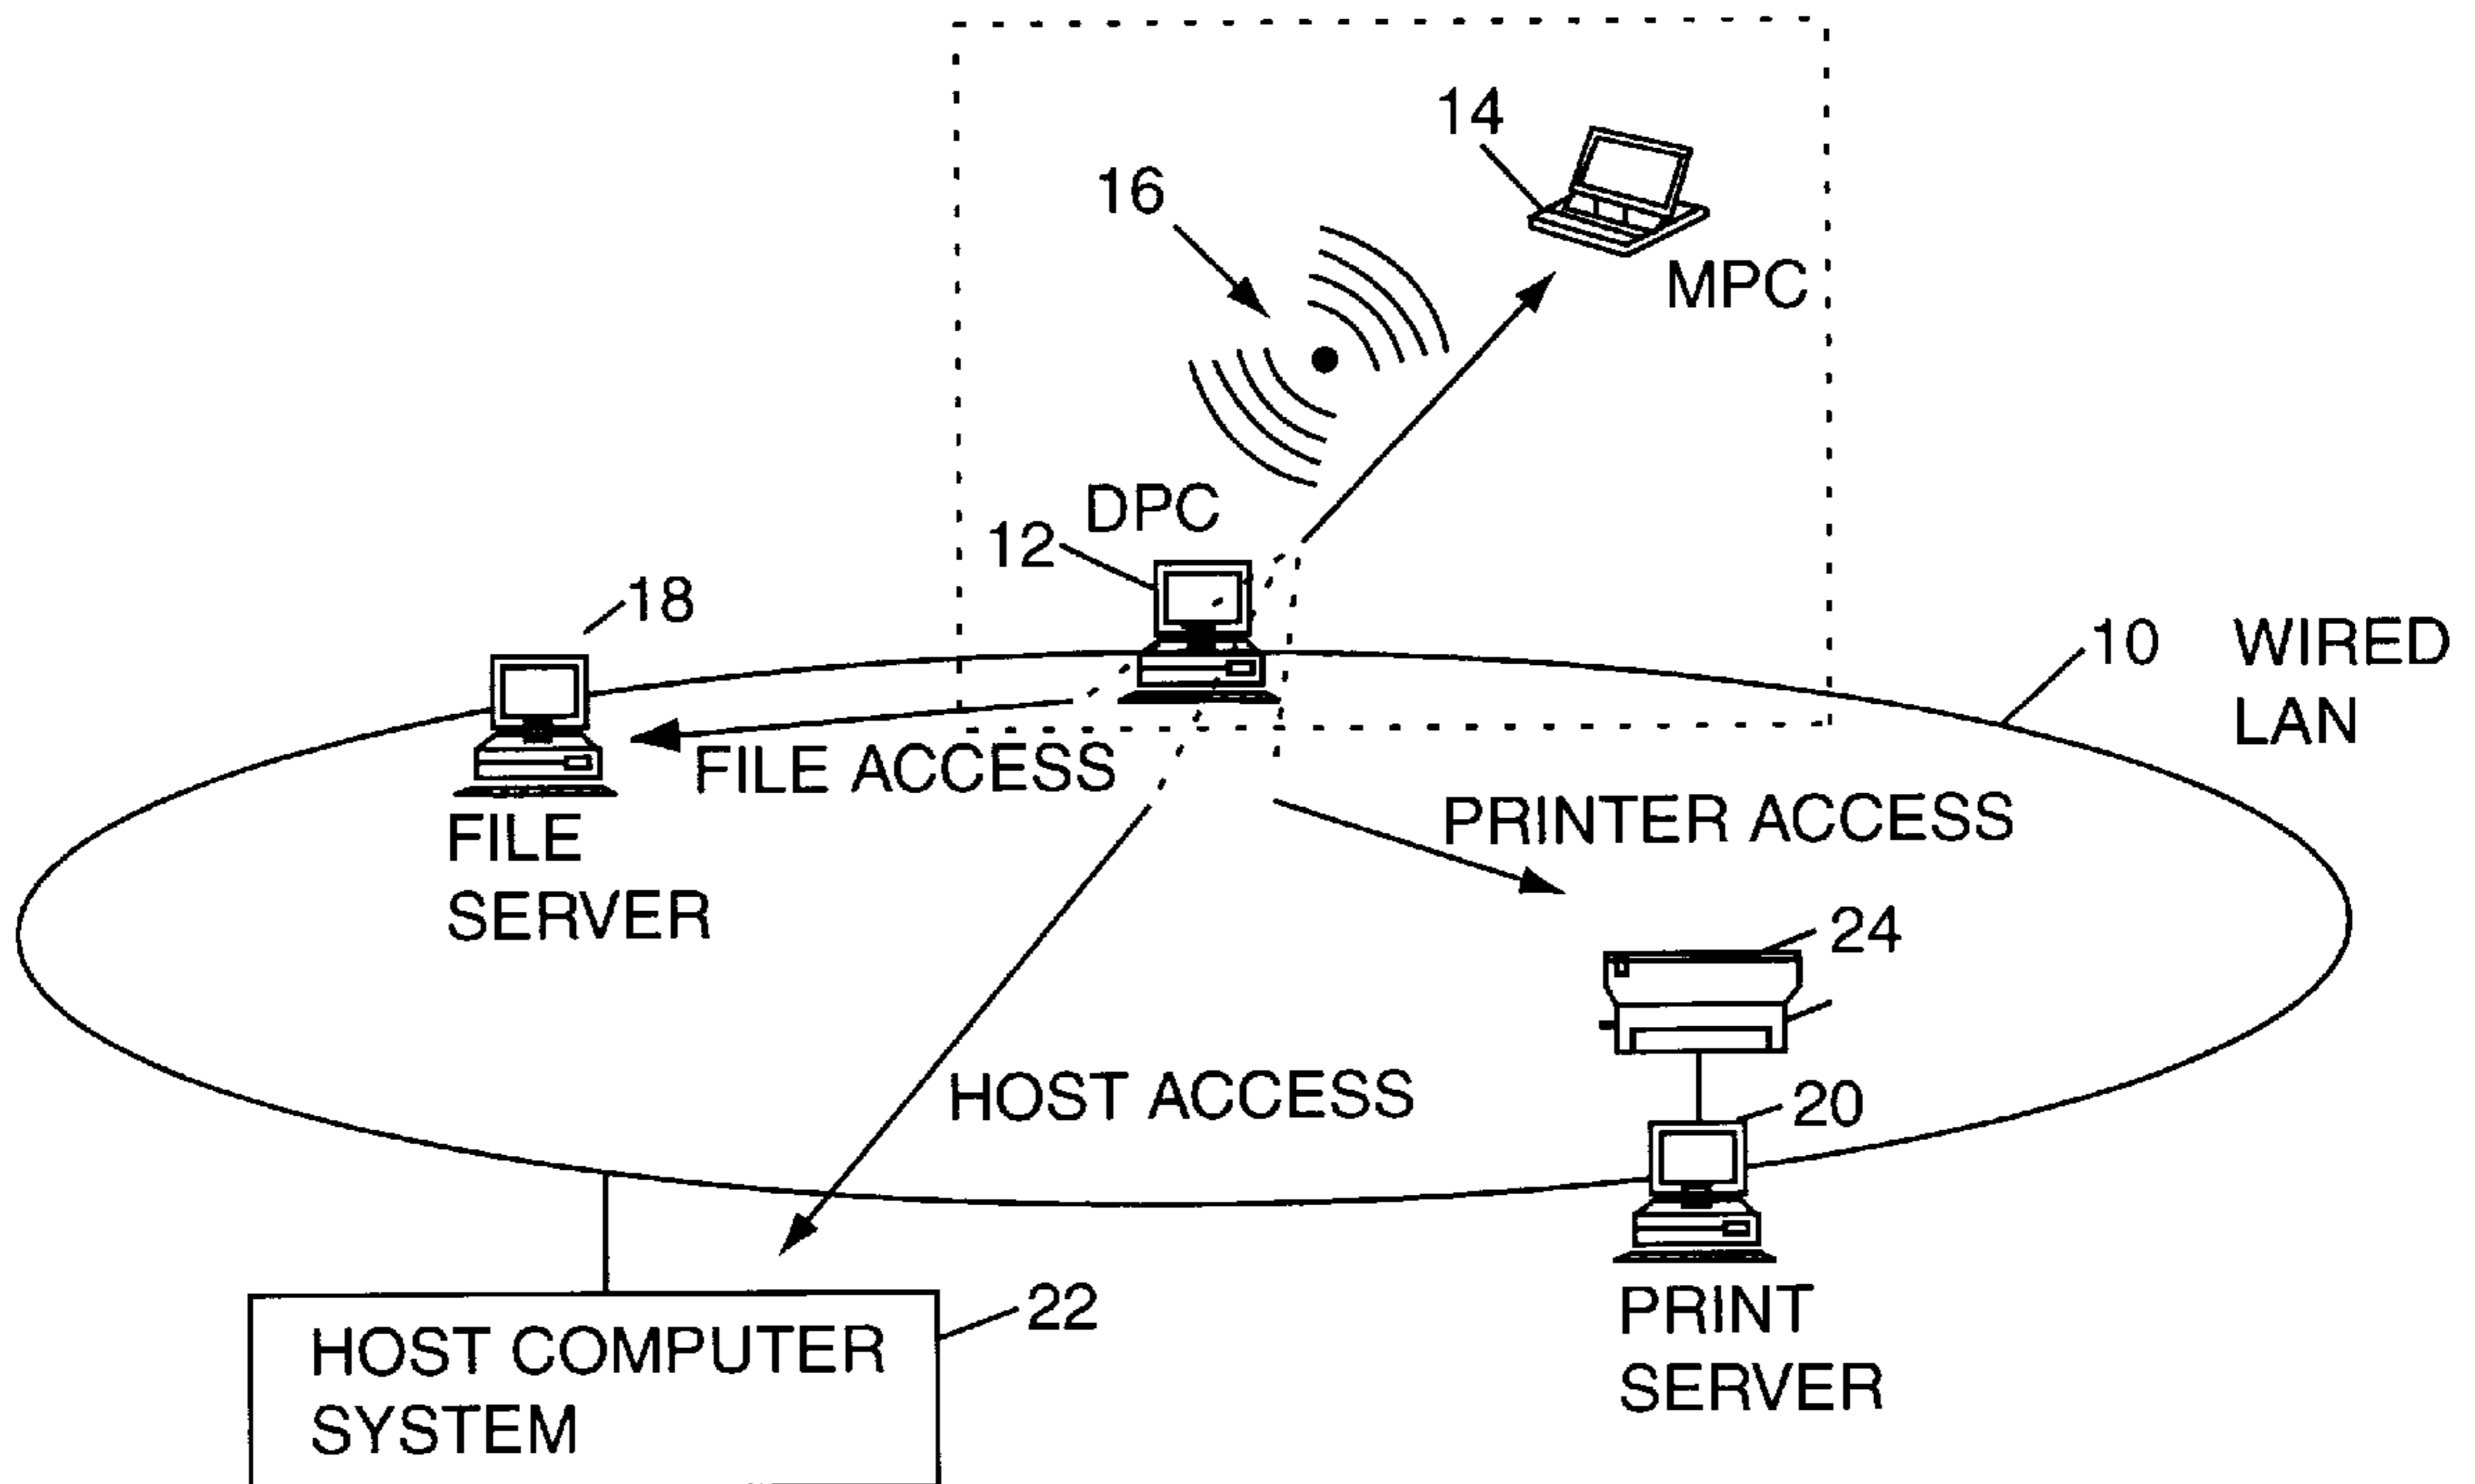 14
16
MPC
DPC
12
18
10 WIRED
LAN
FILE ACCESS
PRINTER ACCESS
FILE
SERVER
24
HOST ACCESS
20
22
PRINT
SERVER
HOST COMPUTER
SYSTEM